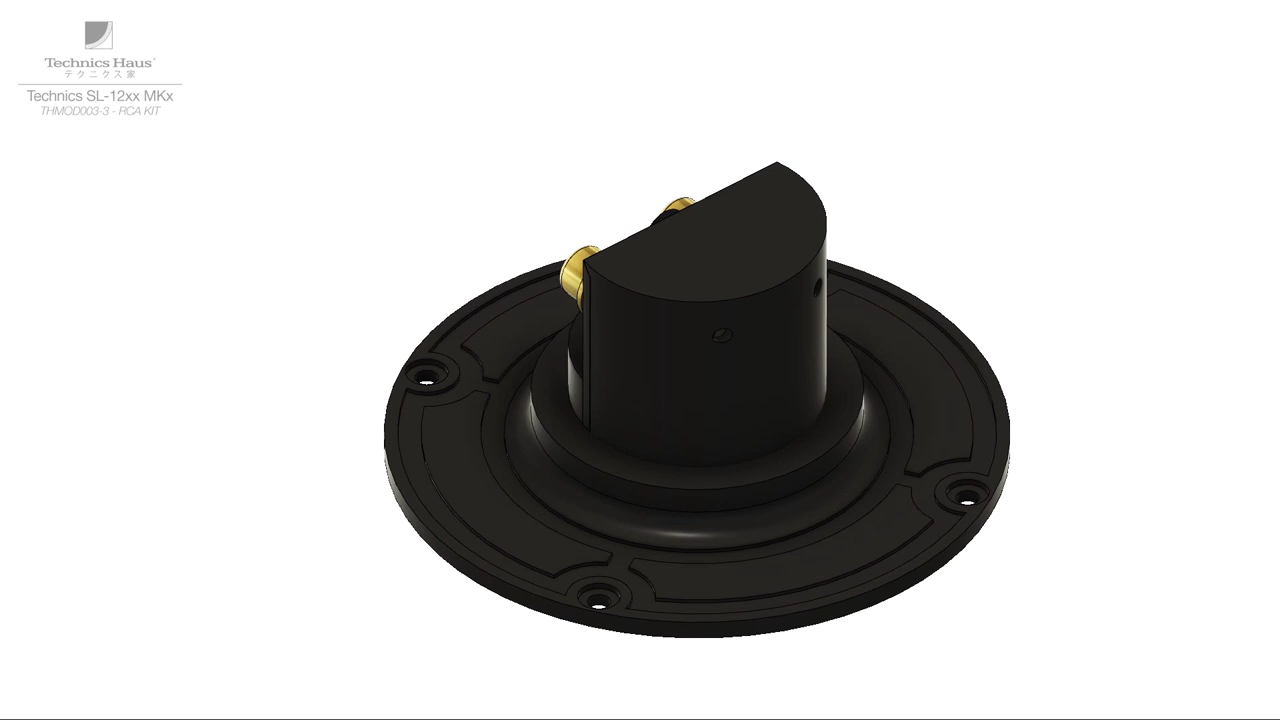 Technics Haus
テクニクス家
Technics SL-12xx MKx
THMOD003-3 - RCA KIT